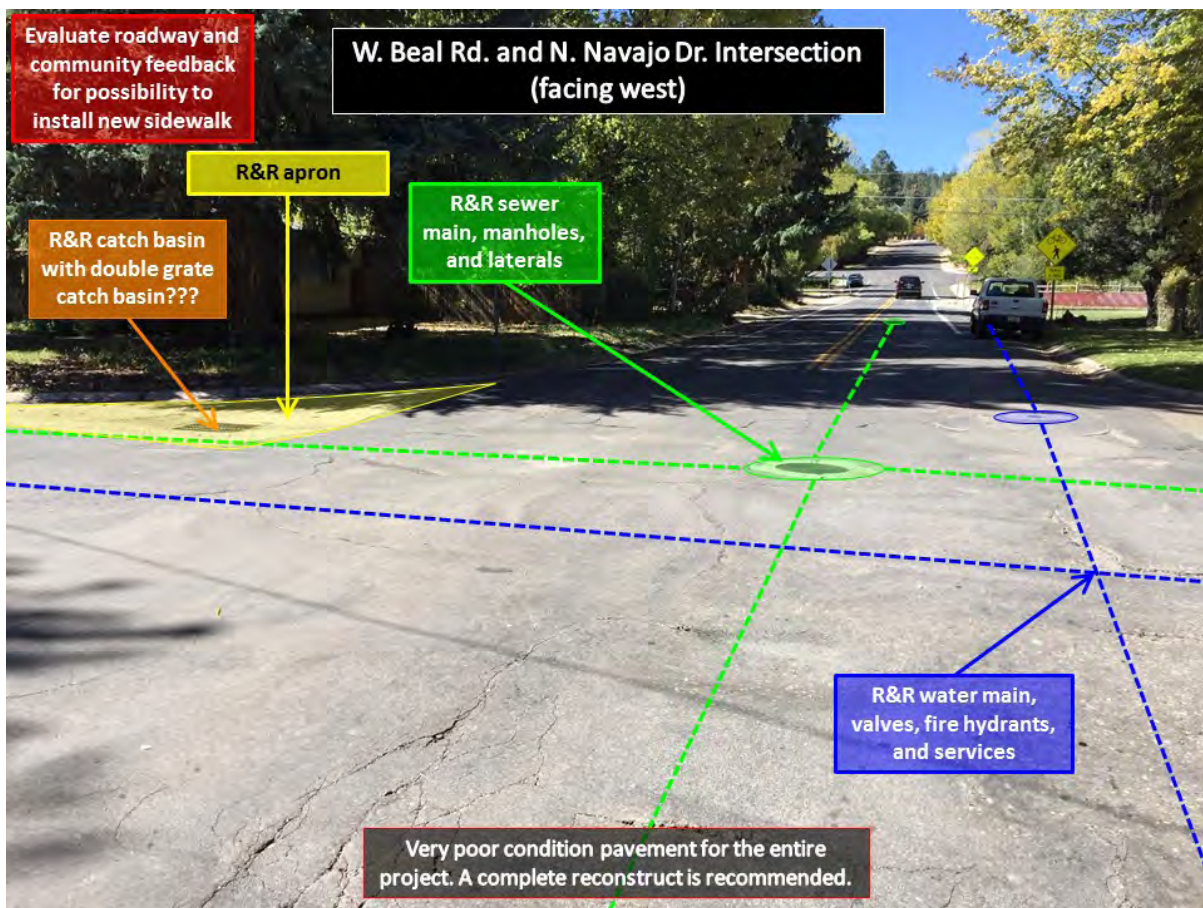 Evaluate roadway and
community feedback
for possibility to
install new sidewalk
W. Beal Rd. and N. Navajo Dr. Intersection
(facing west)
R&R apron
R&R sewer
main, manholes,
and laterals
R&R catch basin
with double grate
catch basin???
R&R water main,
valves, fire hydrants,
and services
Very poor condition pavement for the entire
project. A complete reconstruct is recommended.